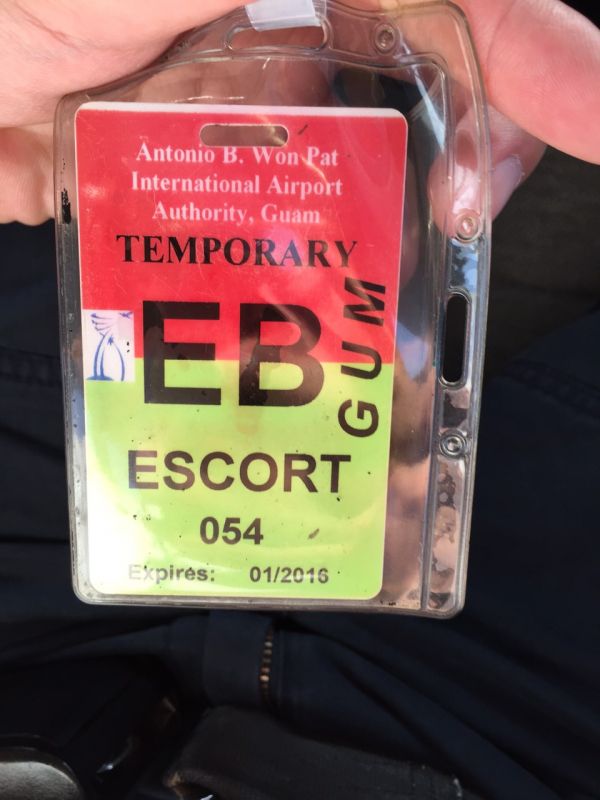 Antonio B. Won Pat
International Airport
Authority, Guam
TEMPORARY
EB
GUM
ESCORT
054
Expires: 01/2016